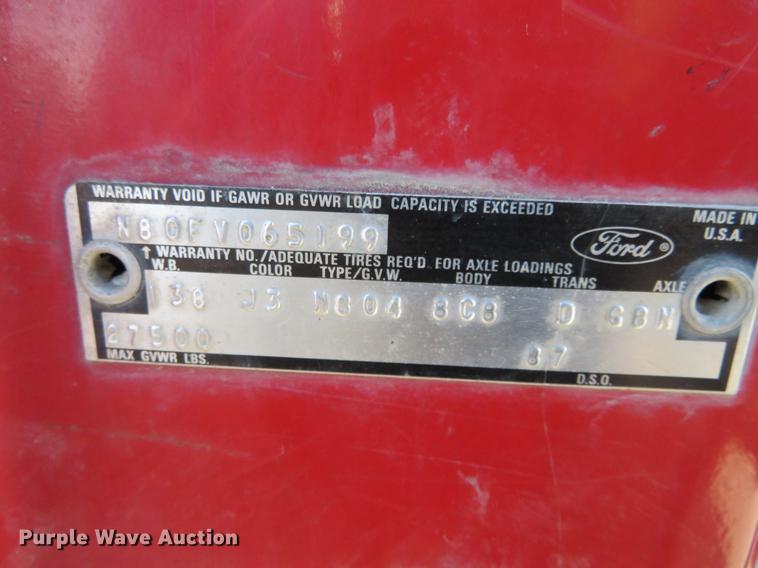 WARRANTY VOID IF GAWR OR GVWR LOAD CAPACITY IS EXCEEDED
N80FV065199
MADE IN
U.S.A.
Ford ®
↑ WARRANTY NO./ADEQUATE TIRES REQ'D FOR AXLE LOADINGS
W.B. COLOR TYPE/G.V.W. BODY TRANS AXLE
138 J3 N804 8C8 D G8N
27500 87
MAX GVWR LBS. D.S.O.
Purple Wave Auction®